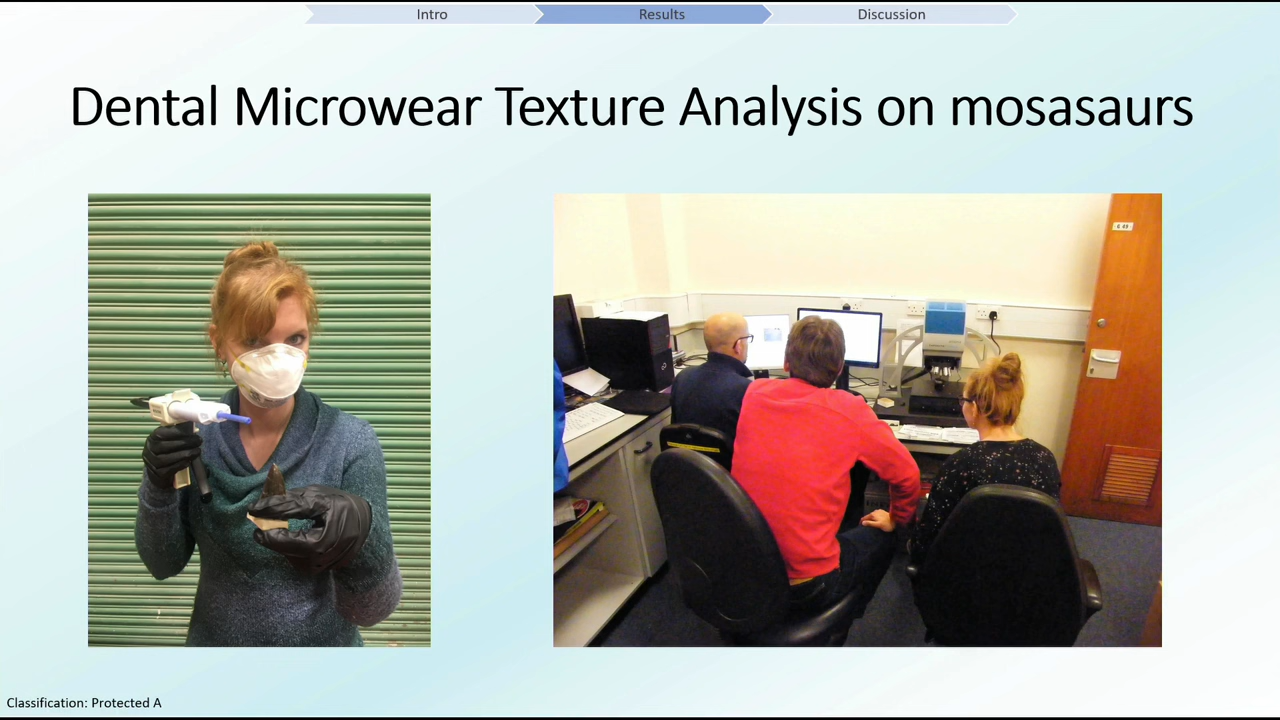 Intro
Results
Discussion
Dental Microwear Texture Analysis on mosasaurs
Classification: Protected A